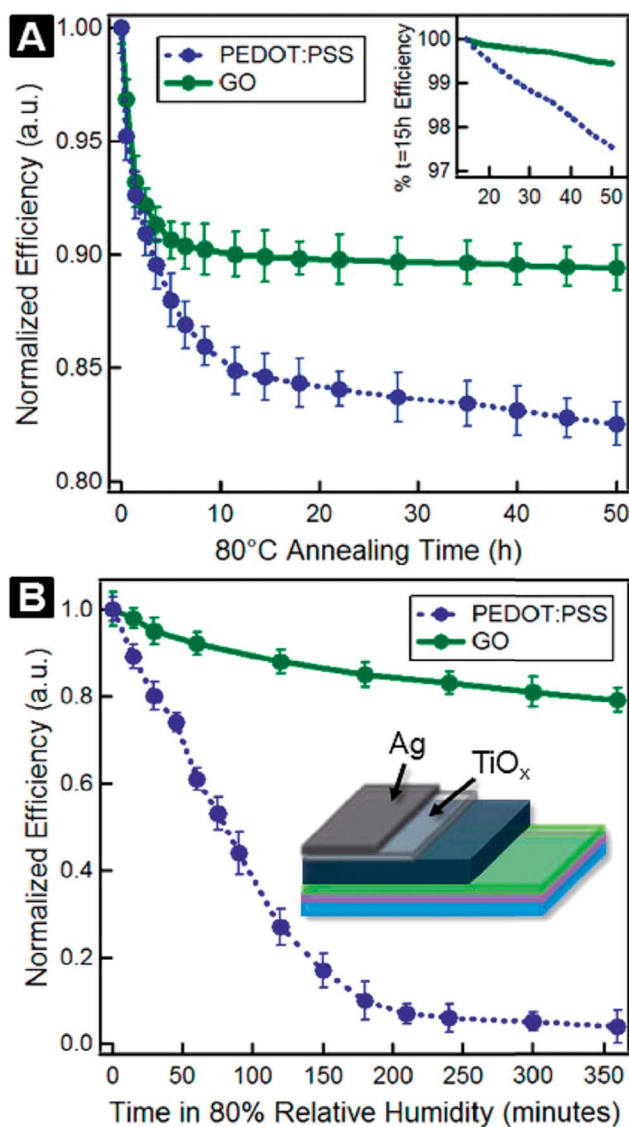 A
PEDOT:PSS
GO
Normalized Efficiency (a.u.)
1.00
0.95
0.90
0.85
0.80
0
10
20
30
40
50
80°C Annealing Time (h)
% t=15h Efficiency
100
99
98
97
20
30
40
50
B
PEDOT:PSS
GO
Normalized Efficiency (a.u.)
1.0
0.8
0.6
0.4
0.2
0.0
Ag
TiOx
0
50
100
150
200
250
300
350
Time in 80% Relative Humidity (minutes)